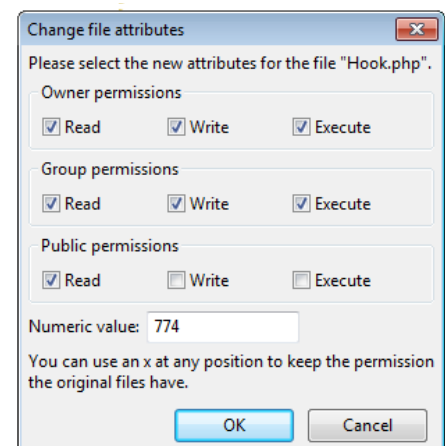 Change file attributes
Please select the new attributes for the file "Hook.php".
Owner permissions
Read Write Execute
Group permissions
Read Write Execute
Public permissions
Read Write Execute
Numeric value: 774
You can use an x at any position to keep the permission
the original files have.
OK Cancel